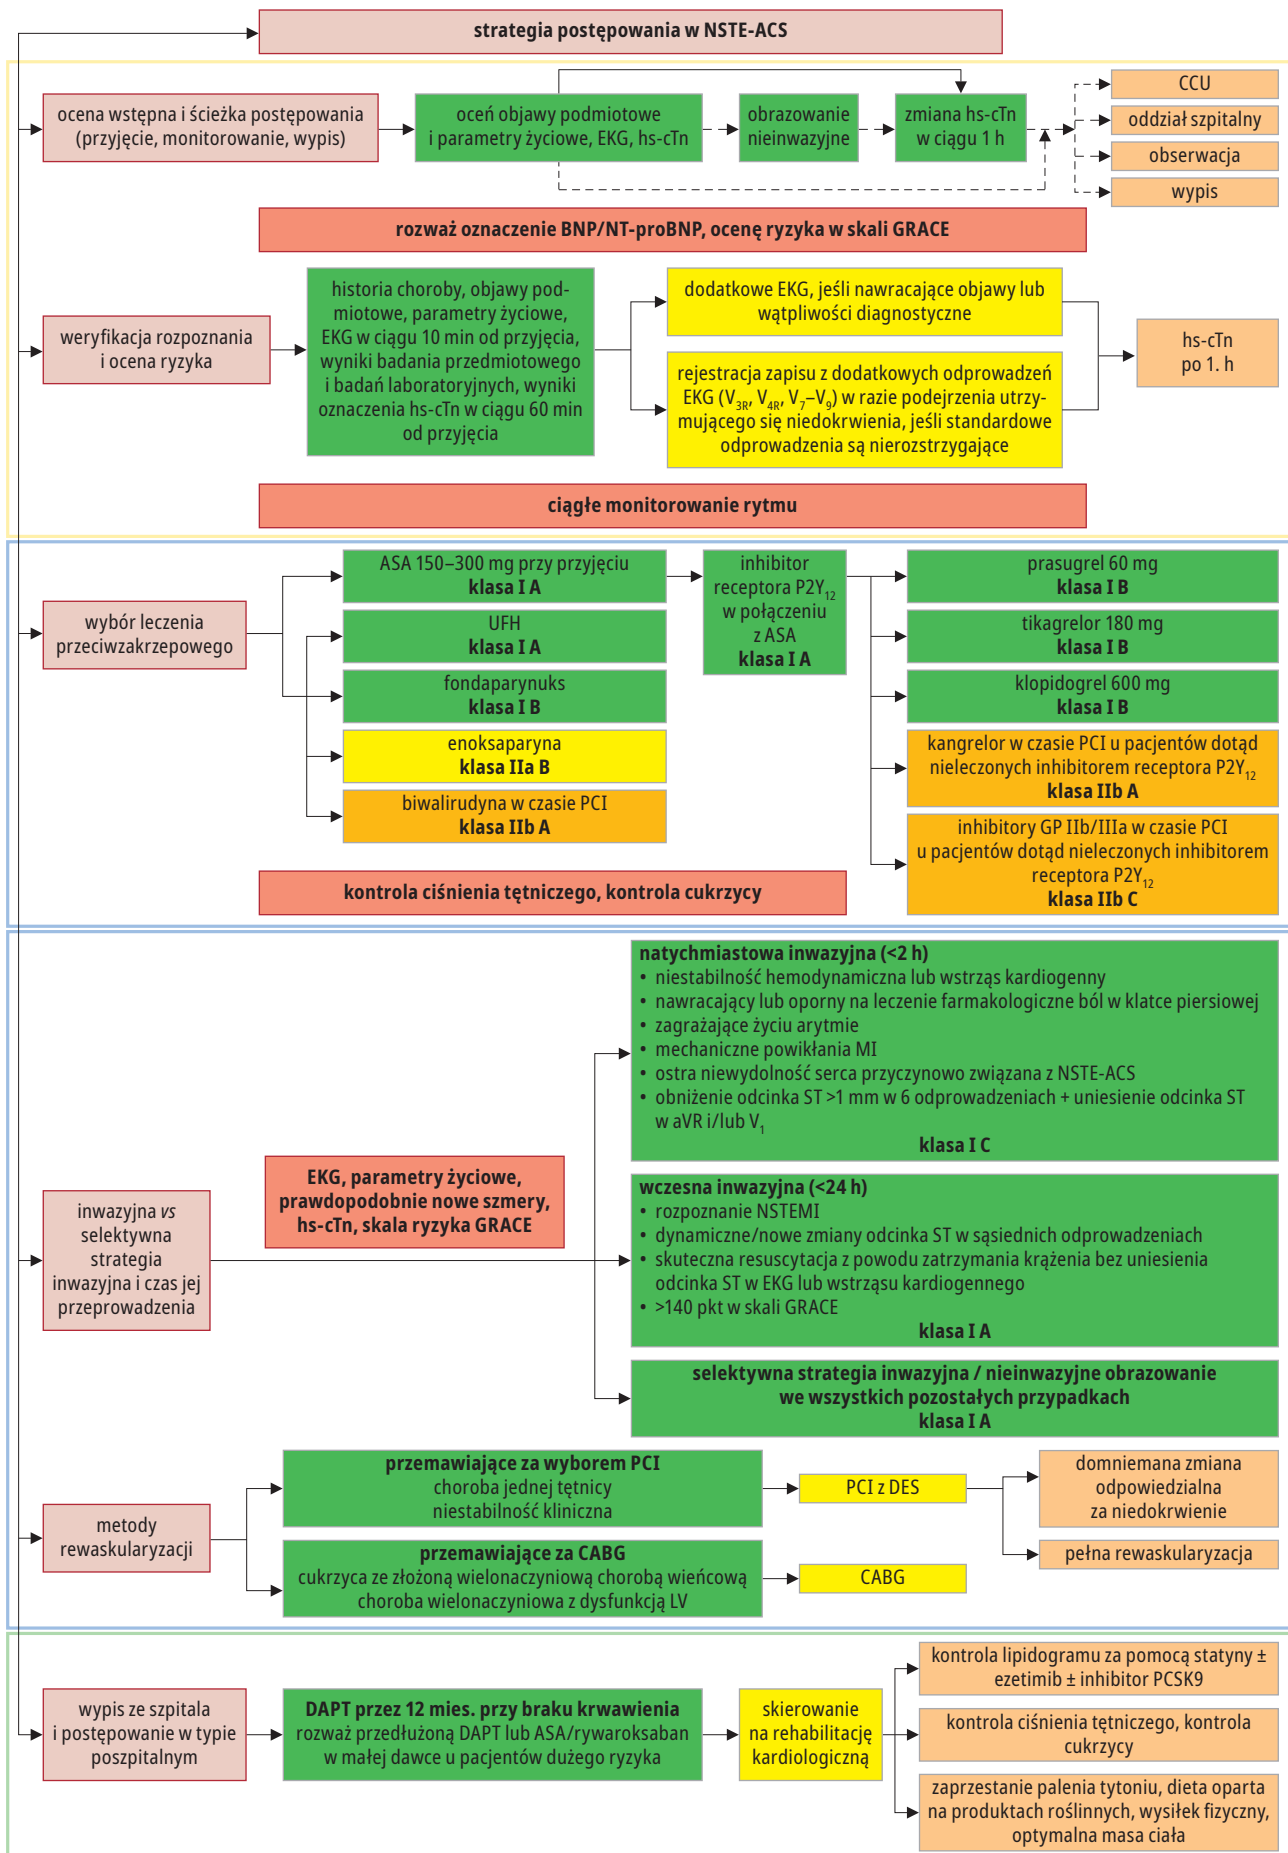 strategia postępowania w NSTE-ACS
ocena wstępna i ścieżka postępowania
(przyjęcie, monitorowanie, wypis)
oceń objawy podmiotowe
i parametry życiowe, EKG, hs-cTn
obrazowanie
nieinwazyjne
zmiana hs-cTn
w ciągu 1 h
CCU
oddział szpitalny
obserwacja
wypis
rozważ oznaczenie BNP/NT-proBNP, ocenę ryzyka w skali GRACE
weryfikacja rozpoznania
i ocena ryzyka
historia choroby, objawy pod-
miotowe, parametry życiowe,
EKG w ciągu 10 min od przyjęcia,
wyniki badania przedmiotowego
i badań laboratoryjnych, wyniki
oznaczenia hs-cTn w ciągu 60 min
od przyjęcia
dodatkowe EKG, jeśli nawracające objawy lub
wątpliwości diagnostyczne
rejestracja zapisu z dodatkowych odprowadzeń
EKG (V3R, V4R, V7–V9) w razie podejrzenia utrzy-
mującego się niedokrwienia, jeśli standardowe
odprowadzenia są nierozstrzygające
hs-cTn
po 1. h
ciągłe monitorowanie rytmu
wybór leczenia
przeciwzakrzepowego
ASA 150–300 mg przy przyjęciu
klasa I A
UFH
klasa I A
fondaparynuks
klasa I B
enoksaparyna
klasa IIa B
biwalirudyna w czasie PCI
klasa IIb A
inhibitor
receptora P2Y12
w połączeniu
z ASA
klasa I A
prasugrel 60 mg
klasa I B
tikagrelor 180 mg
klasa I B
klopidogrel 600 mg
klasa I B
kangrelor w czasie PCI u pacjentów dotąd
nieleczonych inhibitorem receptora P2Y12
klasa IIb A
inhibitory GP IIb/IIIa w czasie PCI
u pacjentów dotąd nieleczonych inhibitorem
receptora P2Y12
klasa IIb C
kontrola ciśnienia tętniczego, kontrola cukrzycy
inwazyjna vs
selektywna
strategia
inwazyjna i czas jej
przeprowadzenia
EKG, parametry życiowe,
prawdopodobnie nowe szmery,
hs-cTn, skala ryzyka GRACE
natychmiastowa inwazyjna (<2 h)
• niestabilność hemodynamiczna lub wstrząs kardiogenny
• nawracający lub oporny na leczenie farmakologiczne ból w klatce piersiowej
• zagrażające życiu arytmie
• mechaniczne powikłania MI
• ostra niewydolność serca przyczynowo związana z NSTE-ACS
• obniżenie odcinka ST >1 mm w 6 odprowadzeniach + uniesienie odcinka ST
w aVR i/lub V1
klasa I C
wczesna inwazyjna (<24 h)
• rozpoznanie NSTEMI
• dynamiczne/nowe zmiany odcinka ST w sąsiednich odprowadzeniach
• skuteczna resuscytacja z powodu zatrzymania krążenia bez uniesienia
odcinka ST w EKG lub wstrząsu kardiogennego
• >140 pkt w skali GRACE
klasa I A
selektywna strategia inwazyjna / nieinwazyjne obrazowanie
we wszystkich pozostałych przypadkach
klasa I A
metody
rewaskularyzacji
przemawiające za wyborem PCI
choroba jednej tętnicy
niestabilność kliniczna
PCI z DES
domniemana zmiana
odpowiedzialna
za niedokrwienie
pełna rewaskularyzacja
przemawiające za CABG
cukrzyca ze złożoną wielonaczyniową chorobą wieńcową
choroba wielonaczyniowa z dysfunkcją LV
CABG
wypis ze szpitala
i postępowanie w typie
poszpitalnym
DAPT przez 12 mies. przy braku krwawienia
rozważ przedłużoną DAPT lub ASA/rywaroksaban
w małej dawce u pacjentów dużego ryzyka
skierowanie
na rehabilitację
kardiologiczną
kontrola lipidogramu za pomocą statyny ±
ezetimib ± inhibitor PCSK9
kontrola ciśnienia tętniczego, kontrola
cukrzycy
zaprzestanie palenia tytoniu, dieta oparta
na produktach roślinnych, wysiłek fizyczny,
optymalna masa ciała